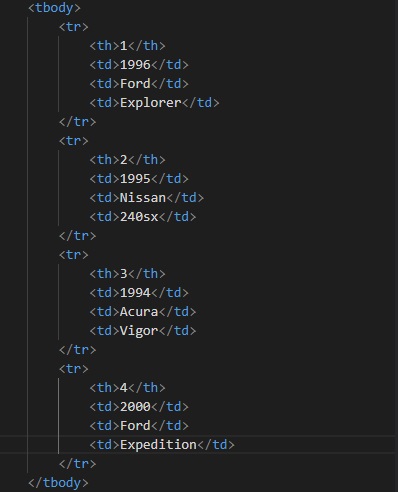 <tbody>
<tr>
<th>1</th>
<td>1996</td>
<td>Ford</td>
<td>Explorer</td>
</tr>
<tr>
<th>2</th>
<td>1995</td>
<td>Nissan</td>
<td>240sx</td>
</tr>
<tr>
<th>3</th>
<td>1994</td>
<td>Acura</td>
<td>Vigor</td>
</tr>
<tr>
<th>4</th>
<td>2000</td>
<td>Ford</td>
<td>Expedition</td>
</tr>
</tbody>